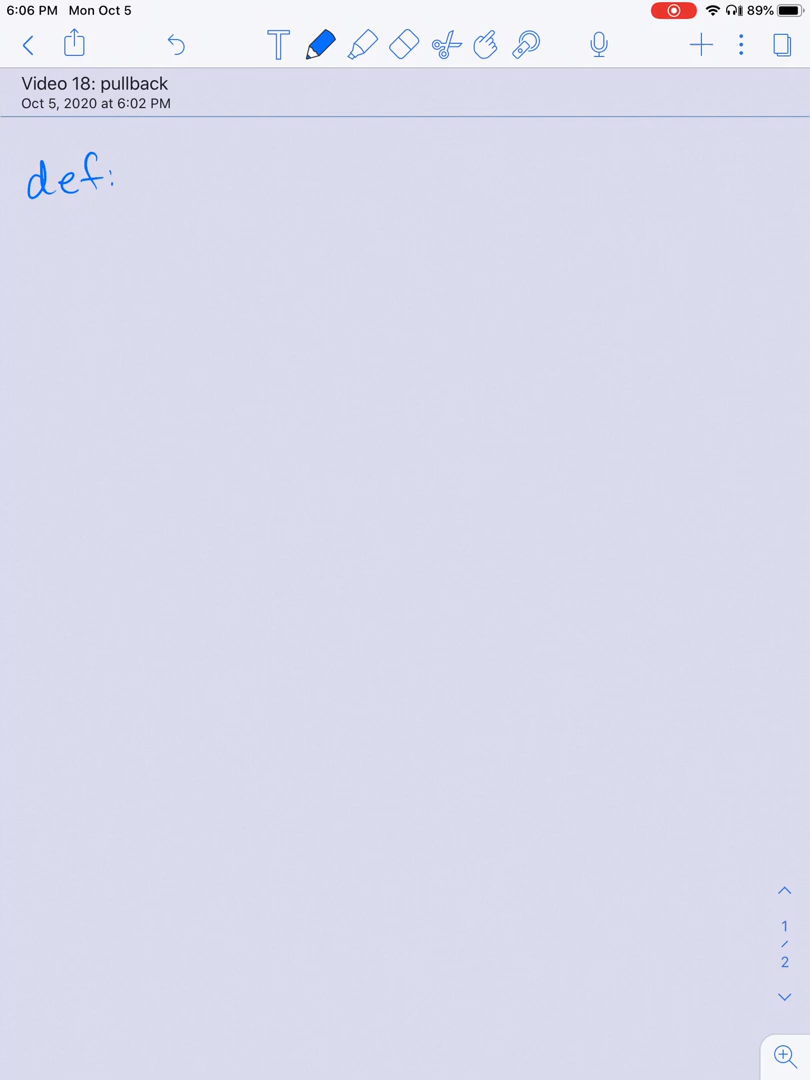 6:06 PM Mon Oct 5
89%
Video 18: pullback
Oct 5, 2020 at 6:02 PM
def:
1
/
2